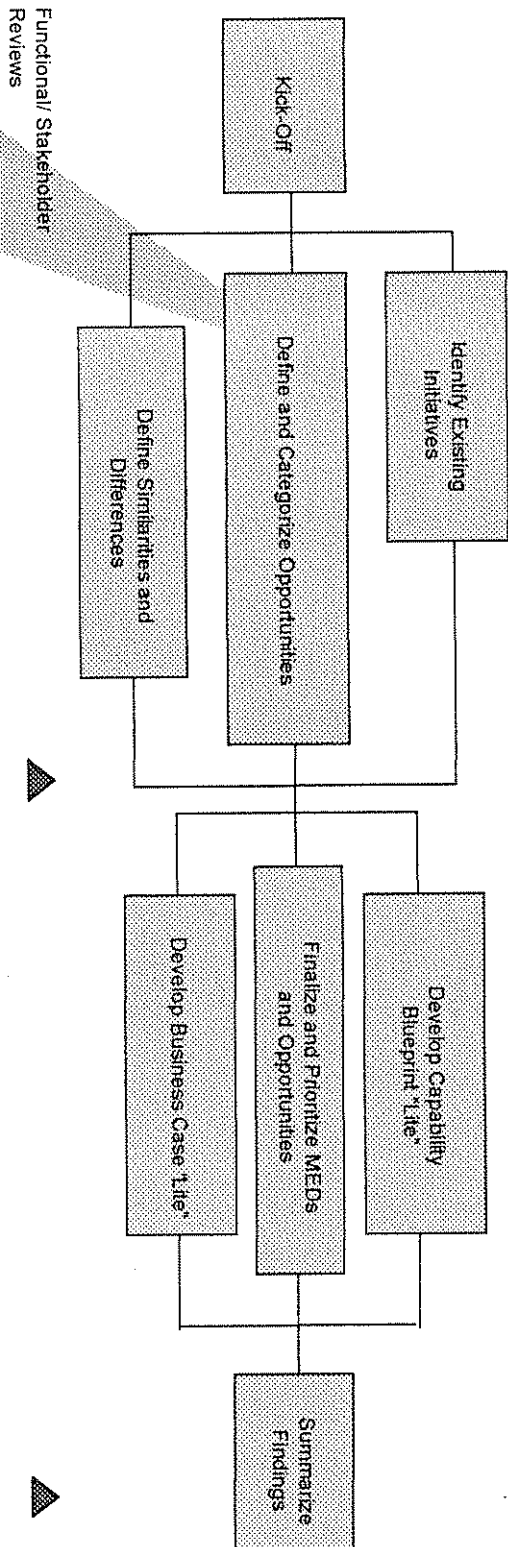 Kick-Off
Identify Existing
Initiatives
Define and Categorize Opportunities
Define Similarities and
Differences
Develop Capability
Blueprint "Lite"
Finalize and Prioritize MEDs
and Opportunities
Develop Business Case "Lite"
Summarize
Findings
Functional/ Stakeholder
Reviews